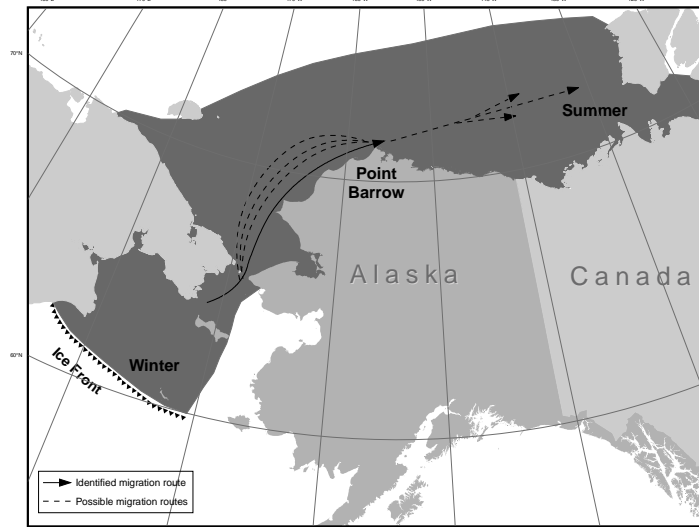 70°N
Summer
Point
Barrow
Alaska
Canada
60°N
Winter
Ice Front
Identified migration route
Possible migration routes